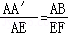 AA′/AE = AB/EF